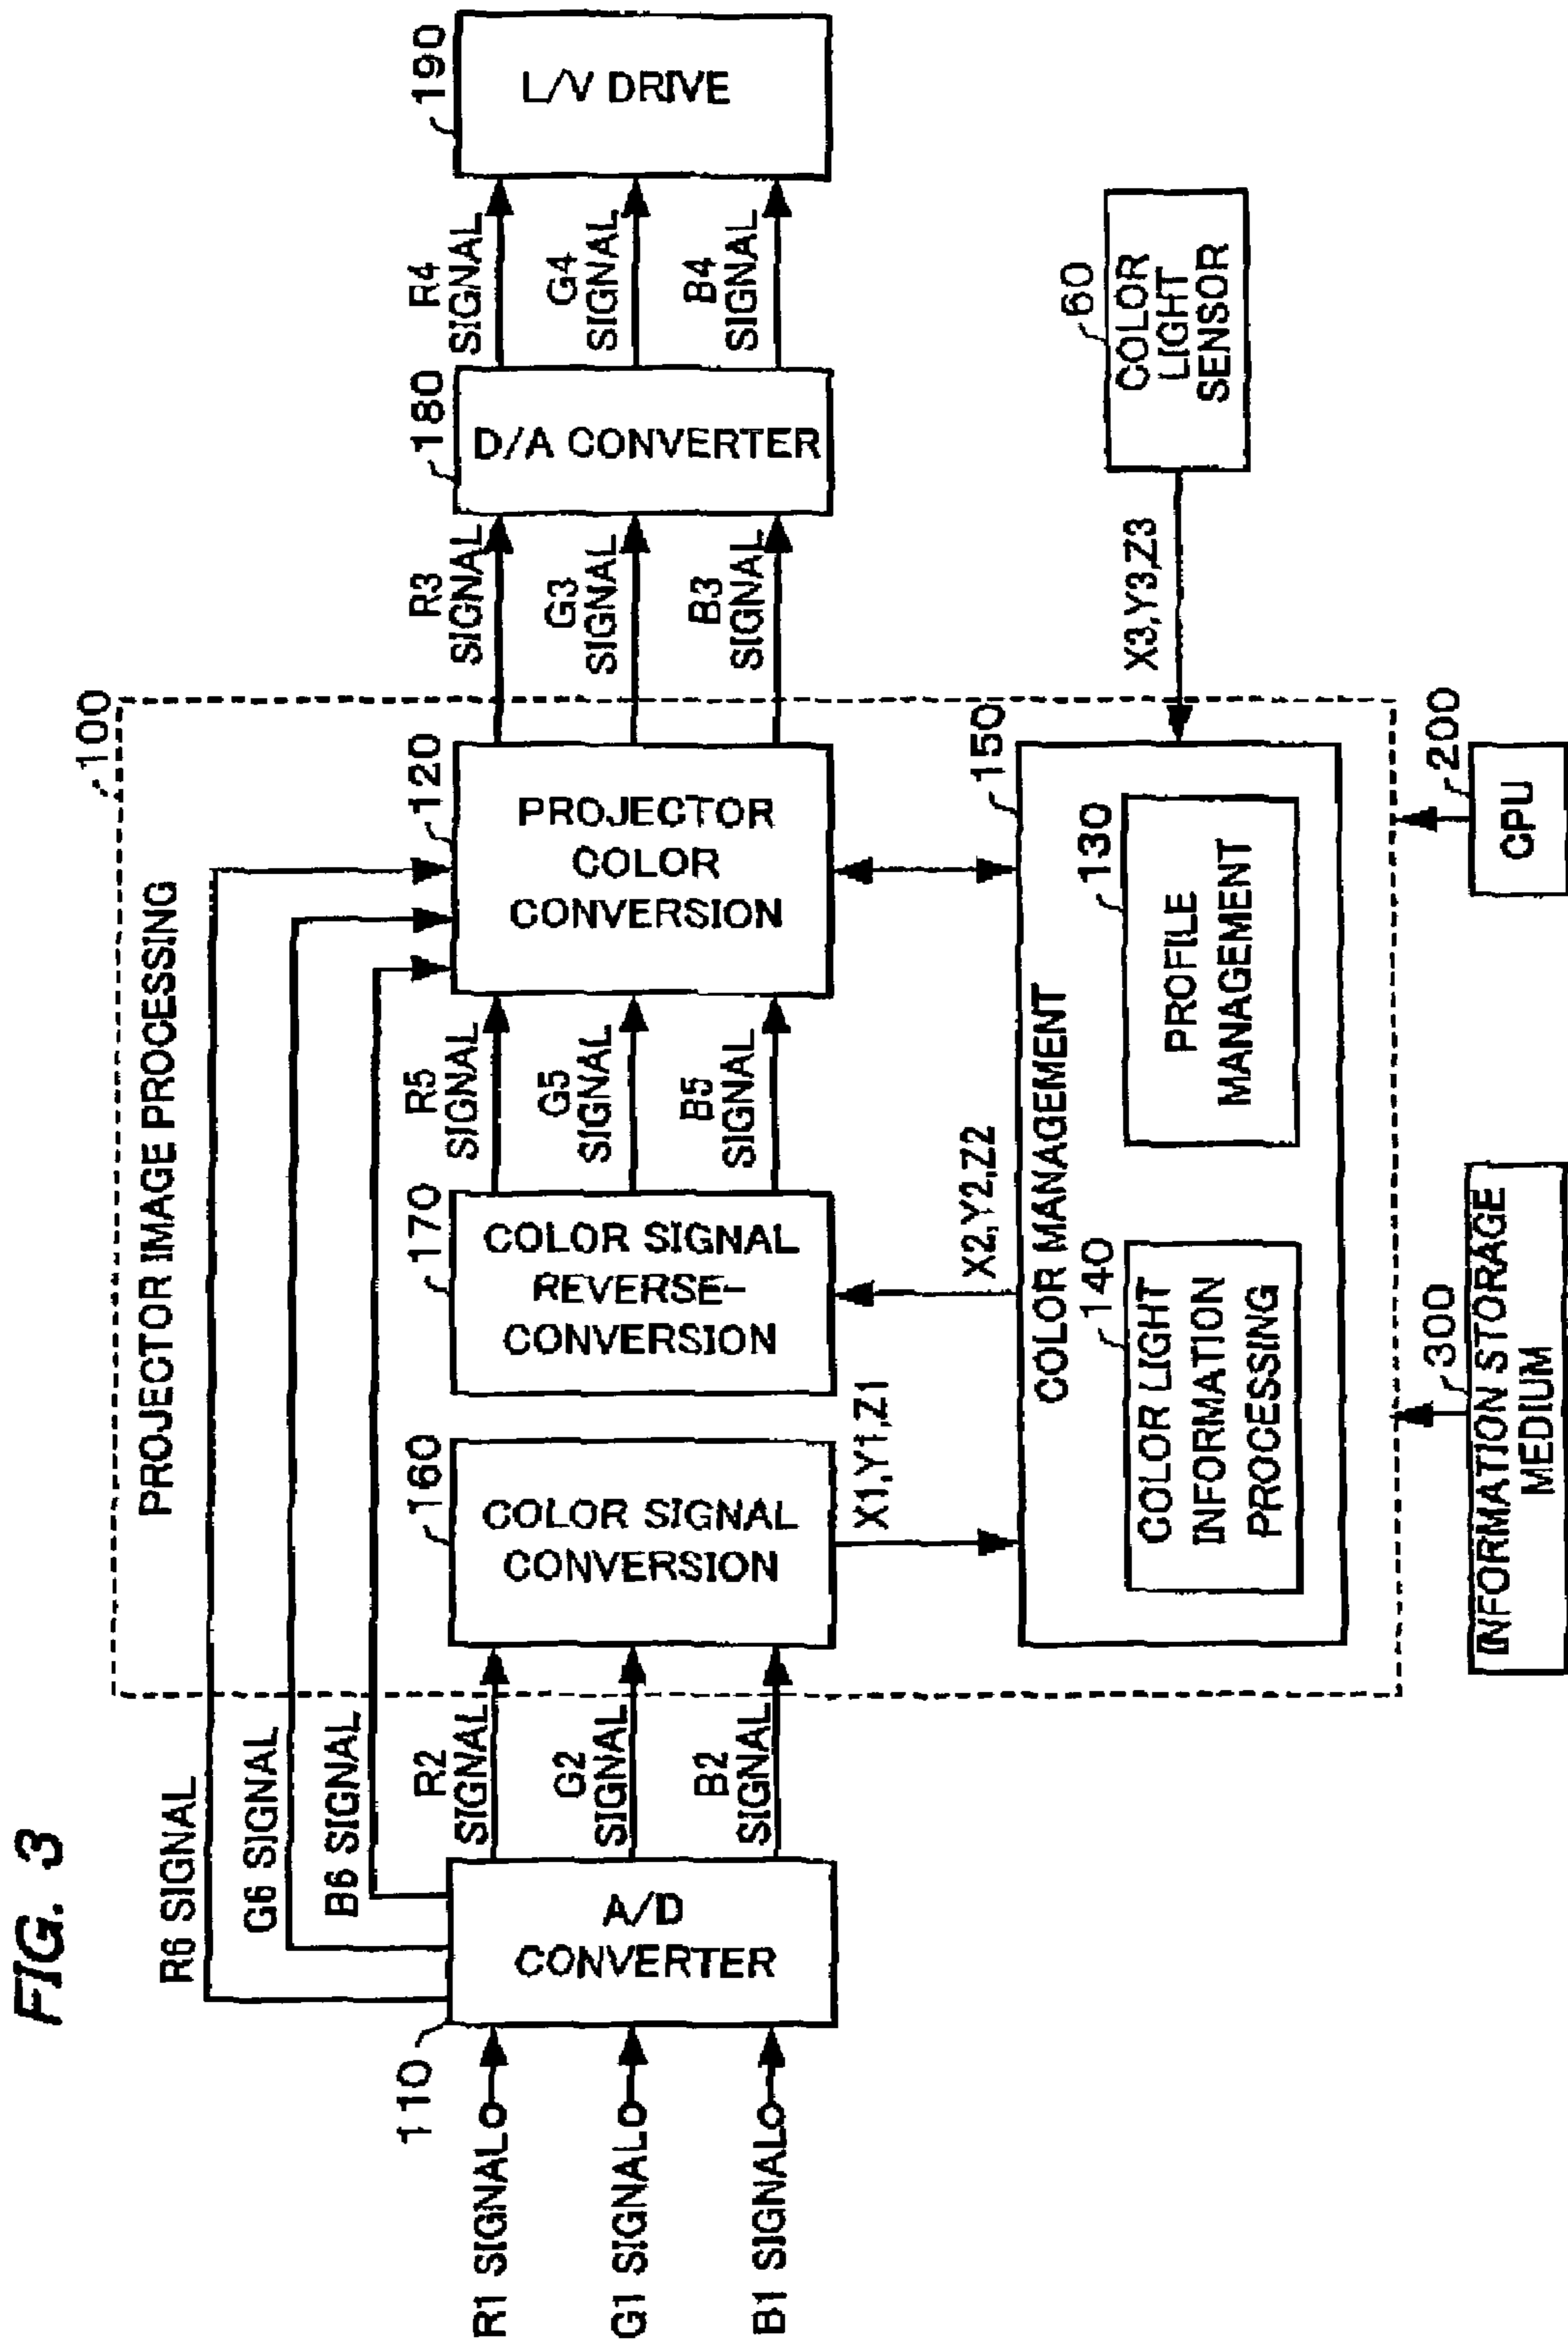 FIG. 3
R6 SIGNAL
G6 SIGNAL
B6 SIGNAL
PROJECTOR IMAGE PROCESSING
100
R1 SIGNAL
G1 SIGNAL
B1 SIGNAL
110
A/D
CONVERTER
R2
SIGNAL
G2
SIGNAL
B2
SIGNAL
160
COLOR SIGNAL
CONVERSION
170
COLOR SIGNAL
REVERSE-
CONVERSION
R5
SIGNAL
G5
SIGNAL
B5
SIGNAL
120
PROJECTOR
COLOR
CONVERSION
R3
SIGNAL
G3
SIGNAL
B3
SIGNAL
180
D/A CONVERTER
R4
SIGNAL
G4
SIGNAL
B4
SIGNAL
190
L/V DRIVE
X1,Y1,Z1
X2,Y2,Z2
COLOR MANAGEMENT
150
140
COLOR LIGHT
INFORMATION
PROCESSING
130
PROFILE
MANAGEMENT
X3,Y3,Z3
60
COLOR
LIGHT
SENSOR
300
INFORMATION STORAGE
MEDIUM
200
CPU